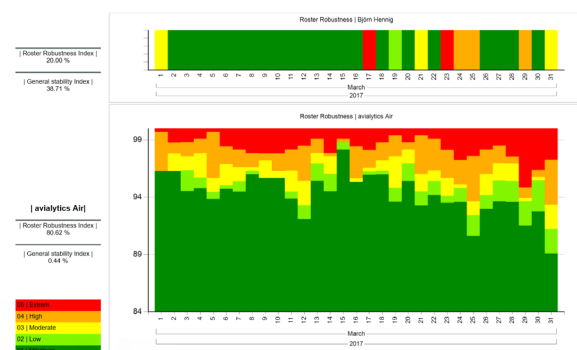 Roster Robustness | Björn Hennig
| Roster Robustness Index |
20.00 %
| General stability Index |
38.71 %
1 2 3 4 5 6 7 8 9 10 11 12 13 14 15 16 17 18 19 20 21 22 23 24 25 26 27 28 29 30 31
March
2017
Roster Robustness | avialytics Air
99
94
89
84
| avialytics Air|
| Roster Robustness Index |
80.62 %
| General stability Index |
0.44 %
05 | Extrem
04 | High
03 | Moderate
02 | Low
1 2 3 4 5 6 7 8 9 10 11 12 13 14 15 16 17 18 19 20 21 22 23 24 25 26 27 28 29 30 31
March
2017